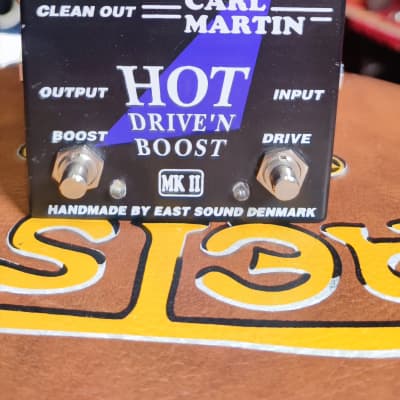 CARL
CLEAN OUT MARTIN
OUTPUT HOT INPUT
DRIVE'N
BOOST BOOST DRIVE
MK II
HANDMADE BY EAST SOUND DENMARK